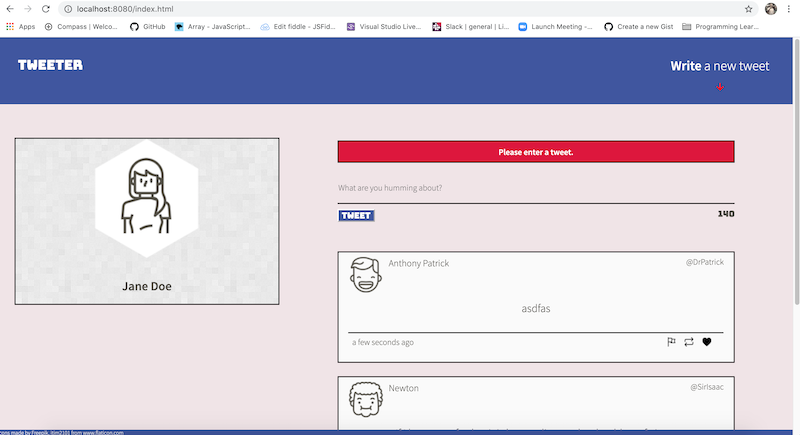 localhost:8080/index.html
Apps Compass | Welco... GitHub Array - JavaScript... Edit fiddle - JSFid... Visual Studio Live... Slack | general | Li... Launch Meeting -... Create a new Gist Programming Lear...
TWEETER
Write a new tweet
Please enter a tweet.
What are you humming about?
TWEET 140
Jane Doe
Anthony Patrick @DrPatrick
asdfas
a few seconds ago
Newton @SirIsaac
cons made by Freepik, itim2101 from www.flaticon.com